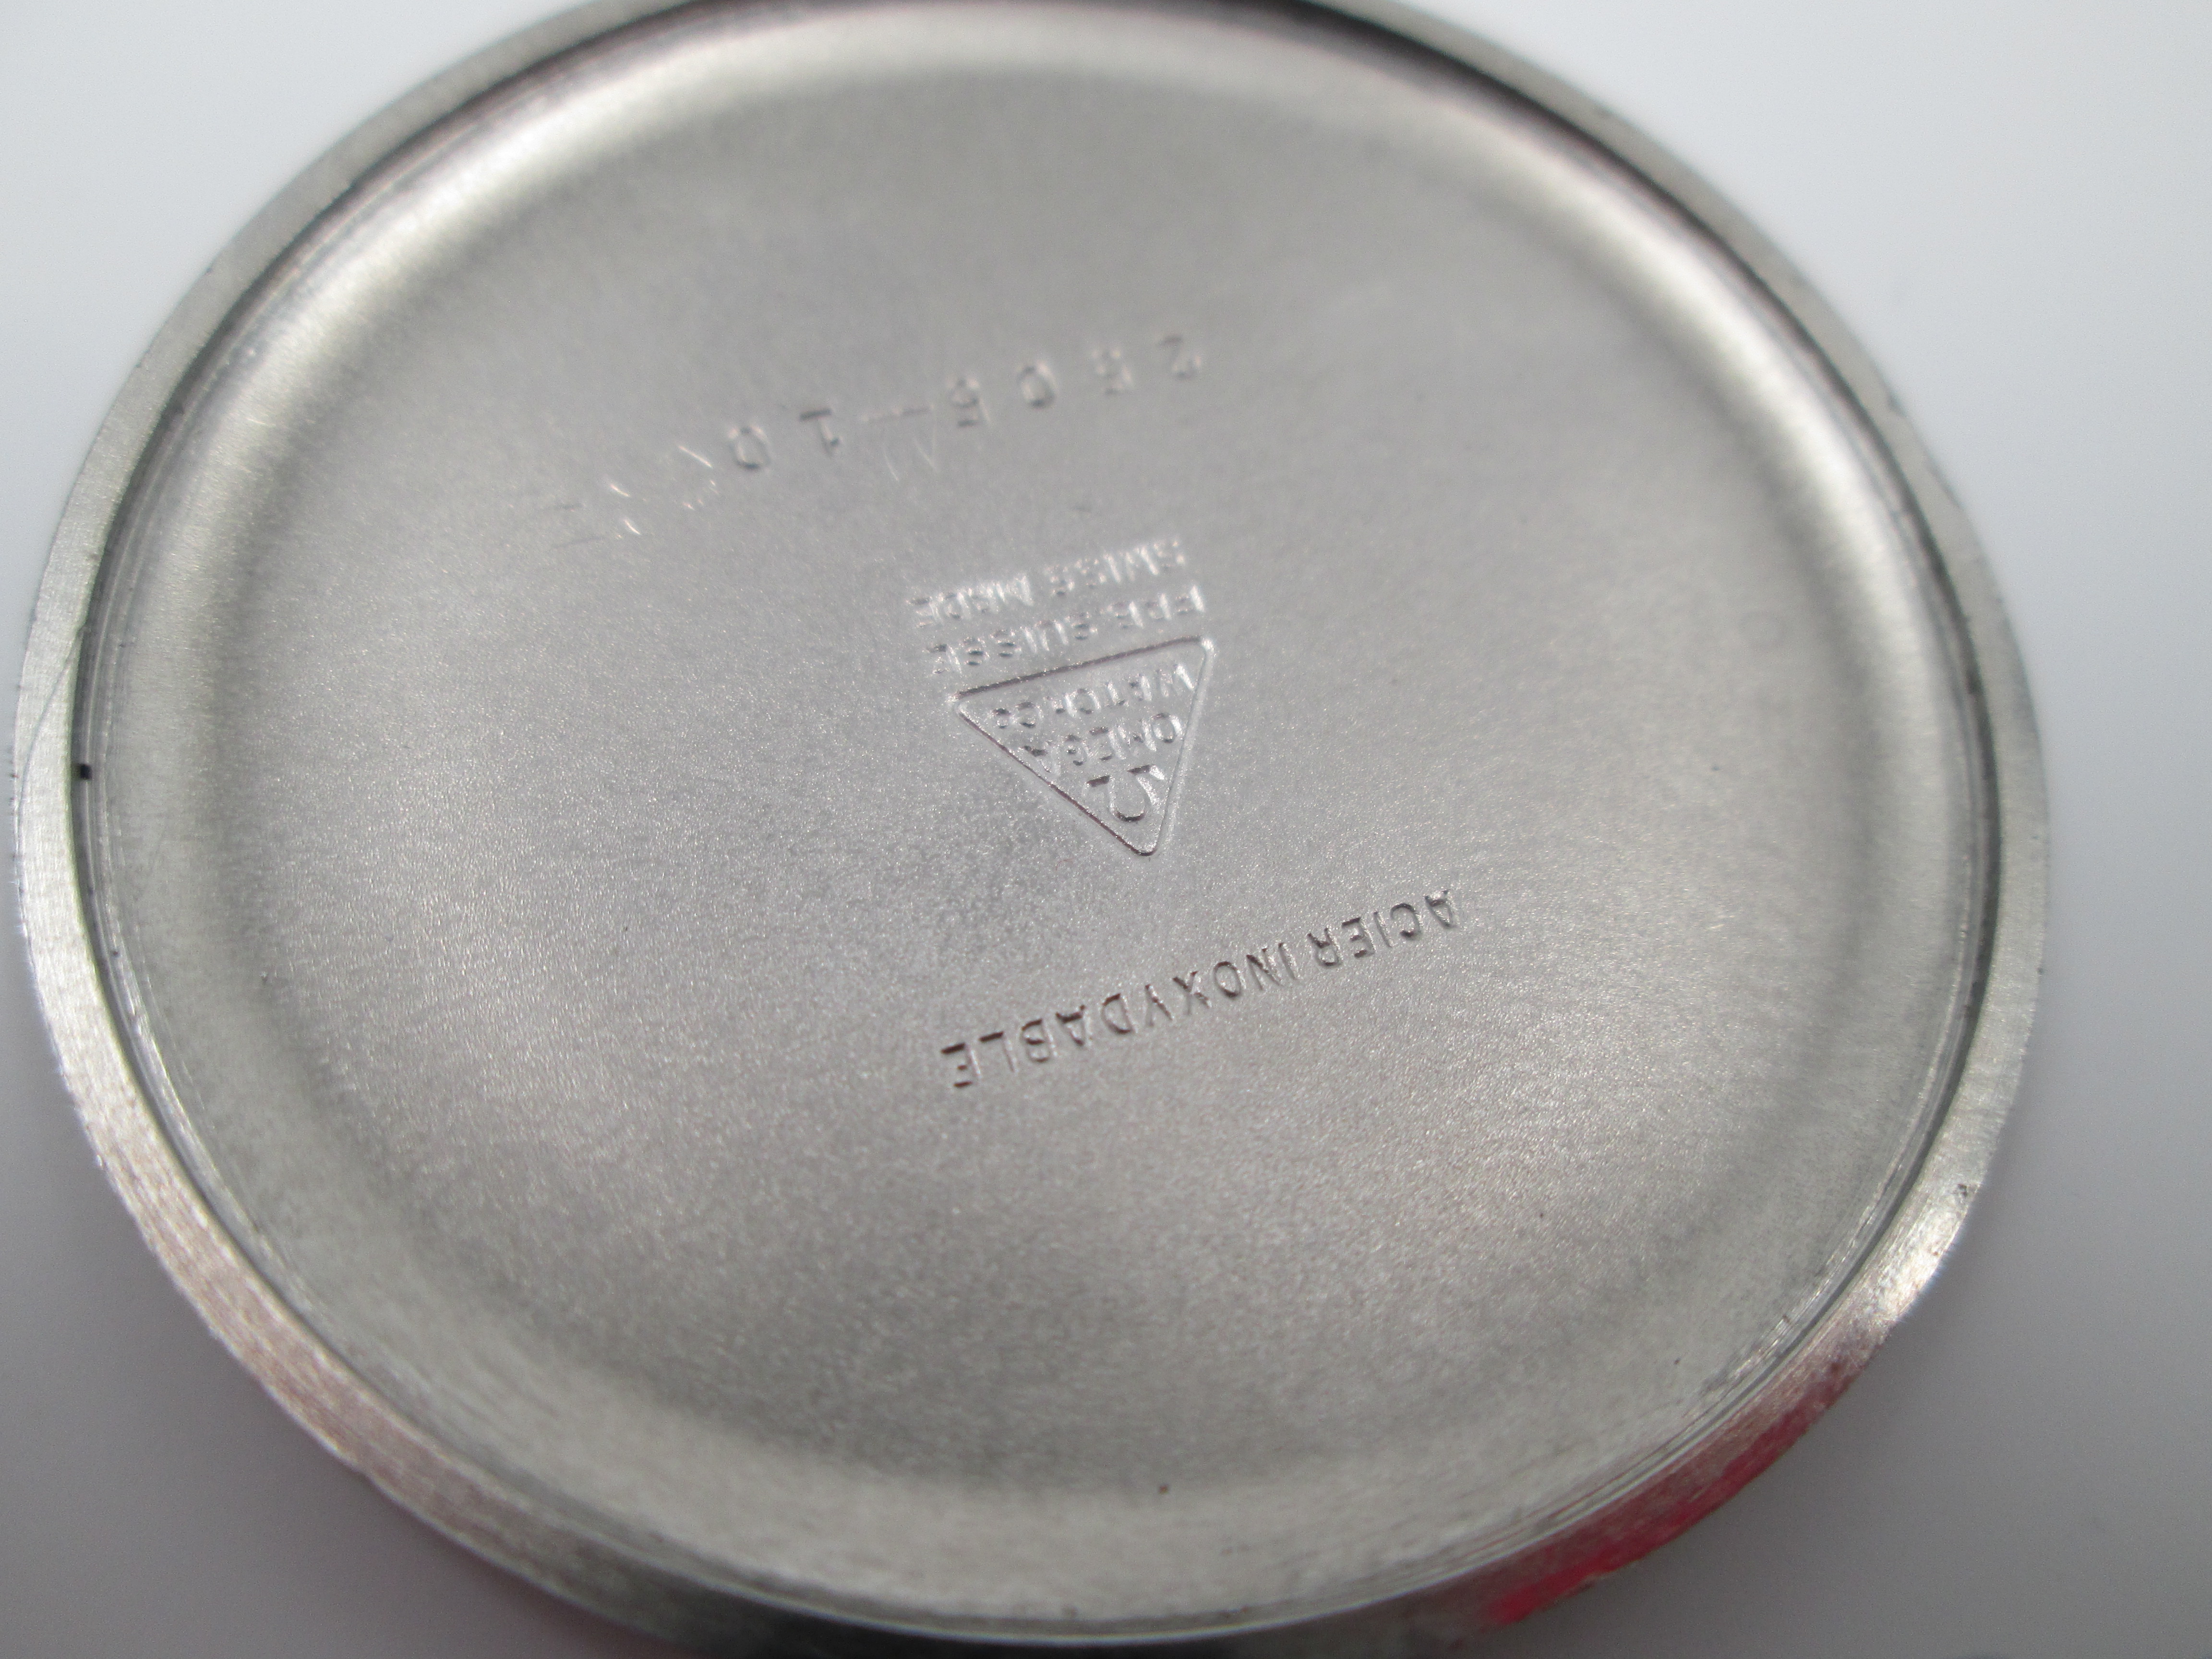 ACIER INOXYDABLE
Ω
OMEGA
WATCH Co
FAB. SUISSE
SWISS MADE
2505-10